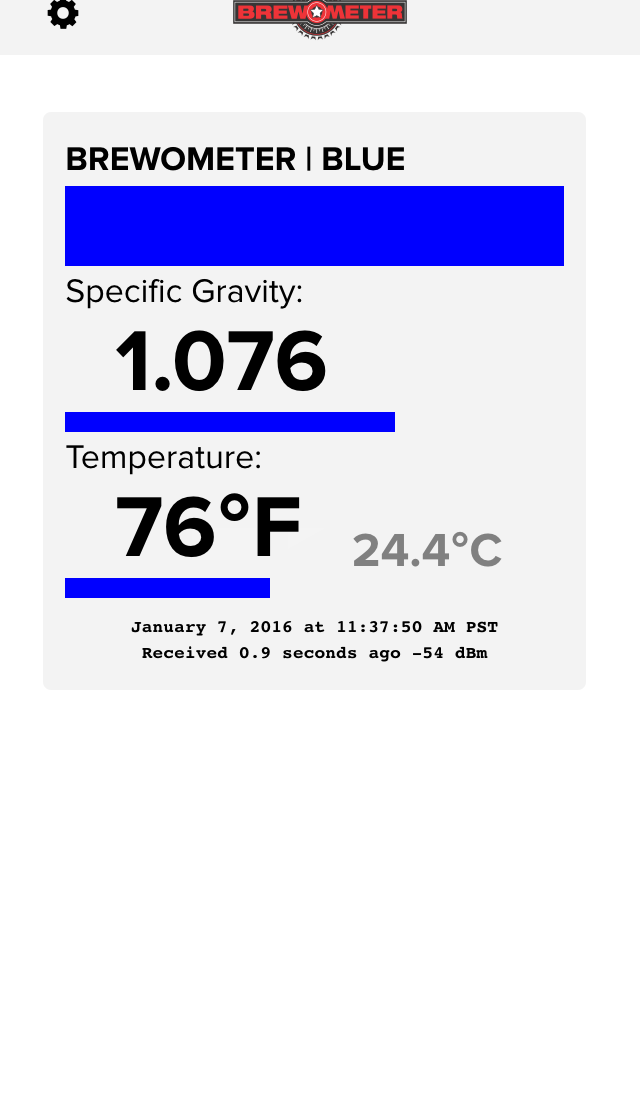 BREWOMETER
BREWOMETER | BLUE
Specific Gravity:
1.076
Temperature:
76°F 24.4°C
January 7, 2016 at 11:37:50 AM PST
Received 0.9 seconds ago -54 dBm